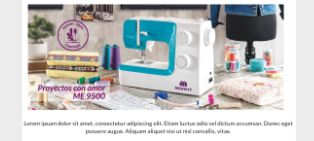 Proyectos con amor
ME 9500
MERRITT
Lorem ipsum dolor sit amet, consectetur adipiscing elit. Etiam luctus odio vel dictum accumsan. Donec eget
posuere augue. Aliquam aliquet nisi ut nisl convallis, vitae.